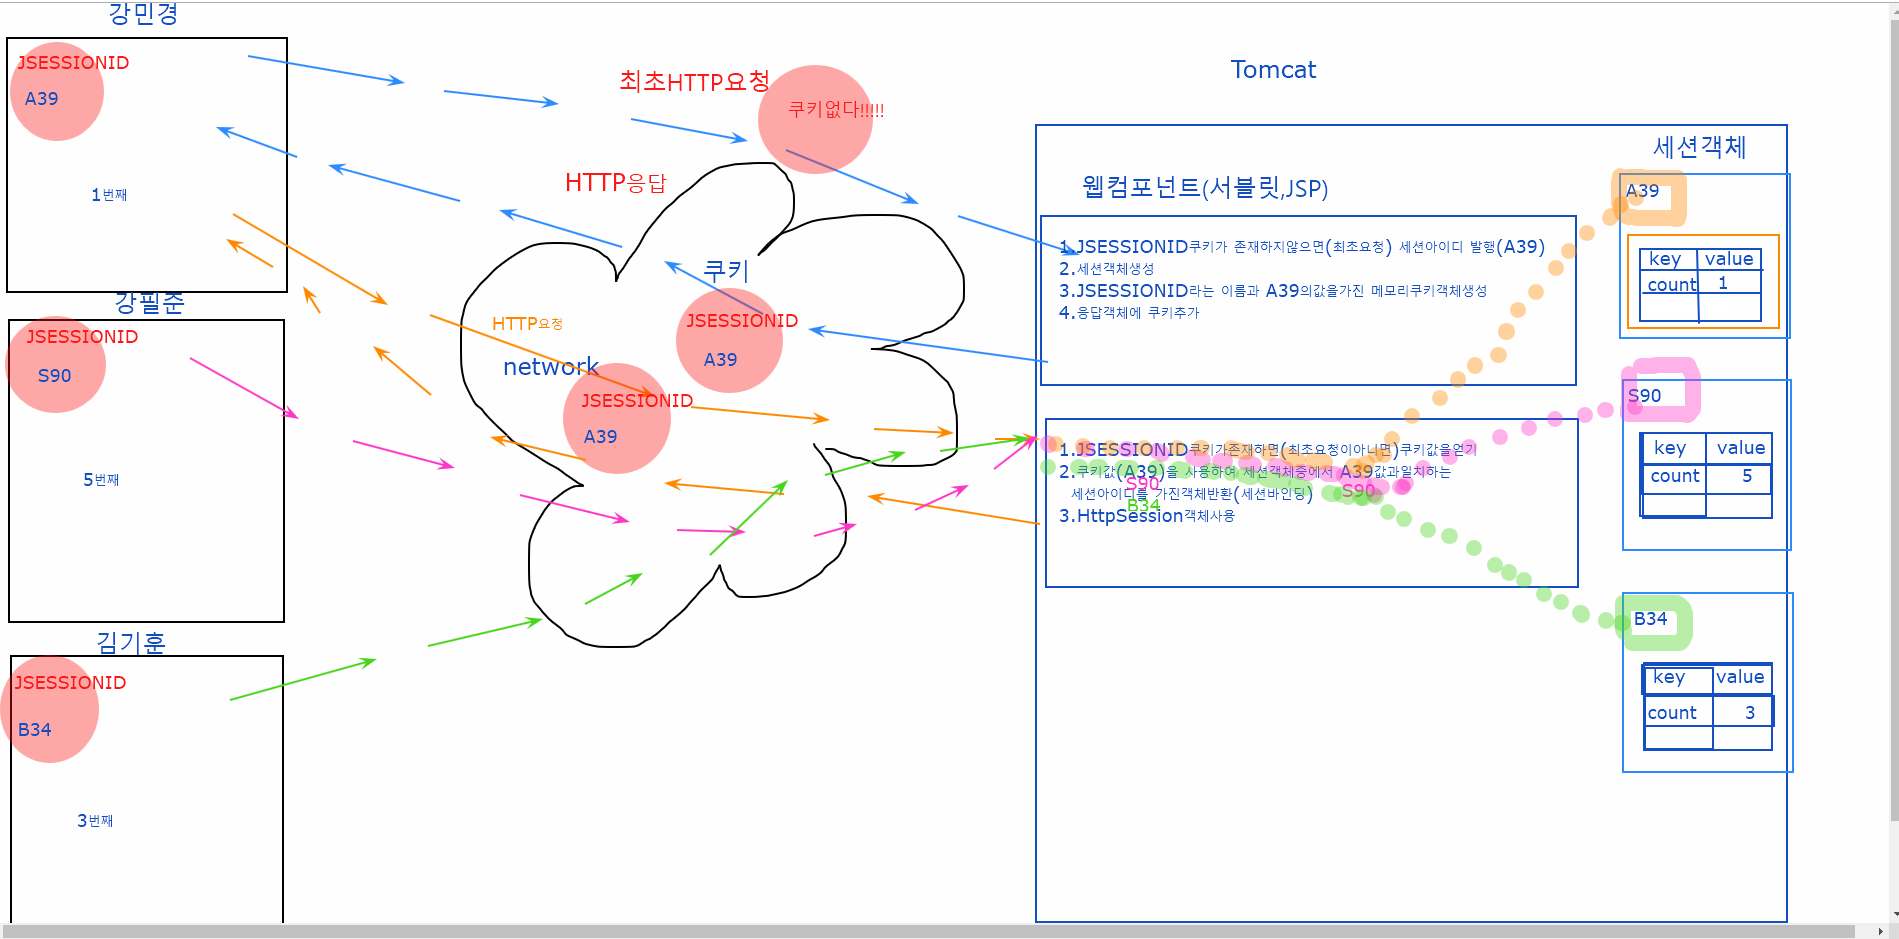 강민경
JSESSIONID
A39
1번째
강필준
JSESSIONID
S90
5번째
김기훈
JSESSIONID
B34
3번째
최초HTTP요청
쿠키없다!!!!!
HTTP응답
쿠키
JSESSIONID
A39
HTTP요청
network
JSESSIONID
A39
Tomcat
웹컴포넌트(서블릿,JSP)
1.JSESSIONID쿠키가 존재하지않으면(최초요청) 세션아이디 발행(A39)
2.세션객체생성
3.JSESSIONID라는 이름과 A39의값을가진 메모리쿠키객체생성
4.응답객체에 쿠키추가
1.JSESSIONID쿠키가존재하면(최초요청이아니면)쿠키값을얻기
2.쿠키값(A39)을 사용하여 세션객체중에서 A39값과일치하는
S90 S90
세션아이디를 가진객체반환(세션바인딩)
B34
3.HttpSession객체사용
세션객체
A39
key value
count 1
S90
key value
count 5
B34
key value
count 3